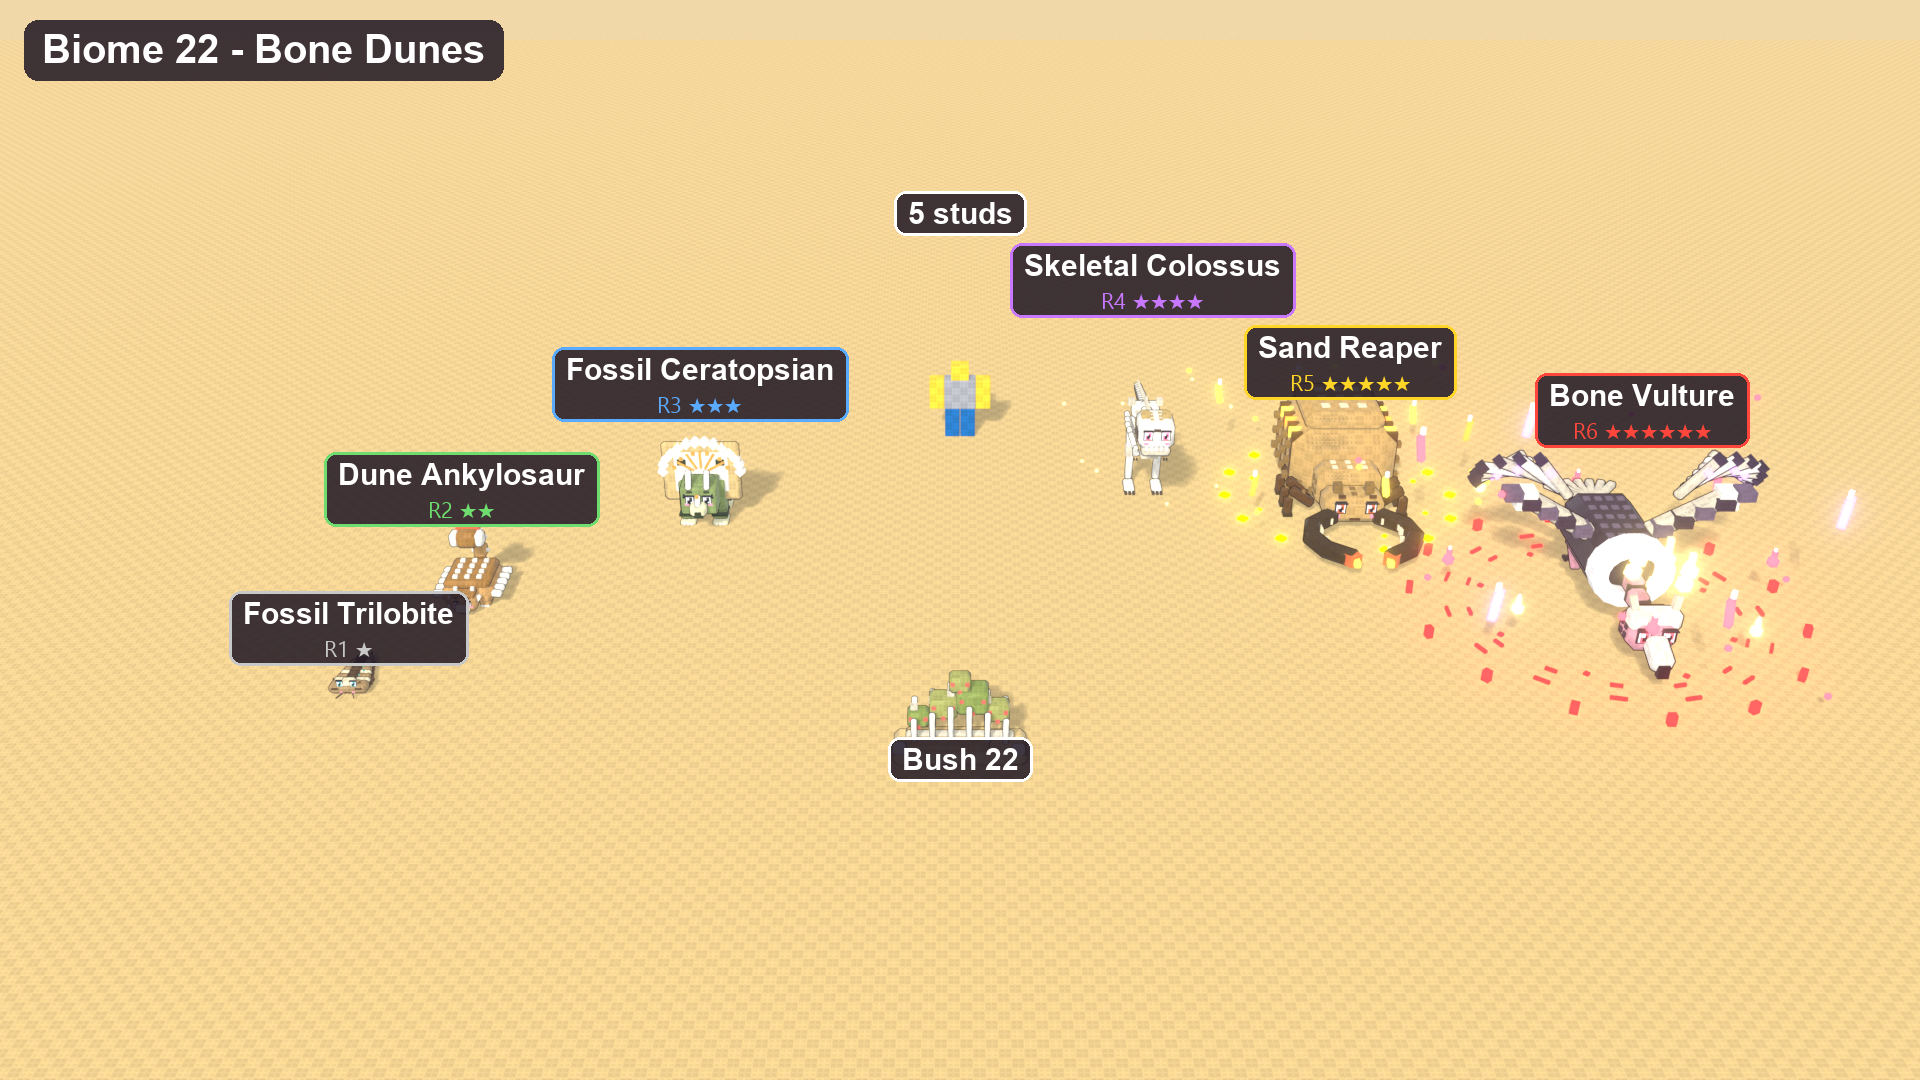 Biome 22 - Bone Dunes
5 studs
Skeletal Colossus
R4 ★★★★
Sand Reaper
R5 ★★★★★
Fossil Ceratopsian
R3 ★★★
Bone Vulture
R6 ★★★★★★
Dune Ankylosaur
R2 ★★
Fossil Trilobite
R1 ★
Bush 22